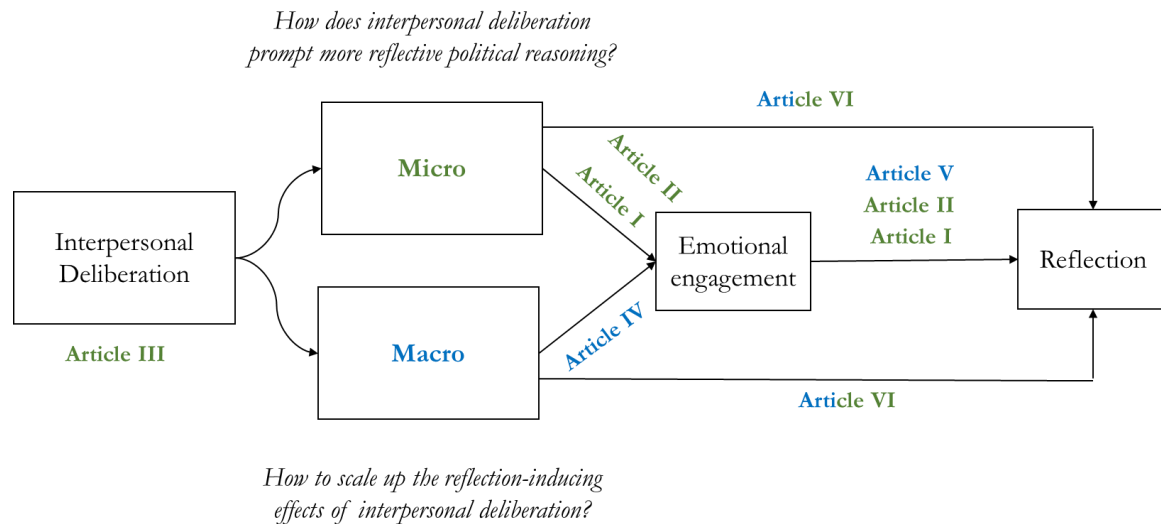 How does interpersonal deliberation
prompt more reflective political reasoning?
Article VI
Micro
Article II
Article I
Article V
Article II
Article I
Interpersonal
Deliberation
Emotional
engagement
Reflection
Article III
Macro
Article IV
Article VI
How to scale up the reflection-inducing
effects of interpersonal deliberation?